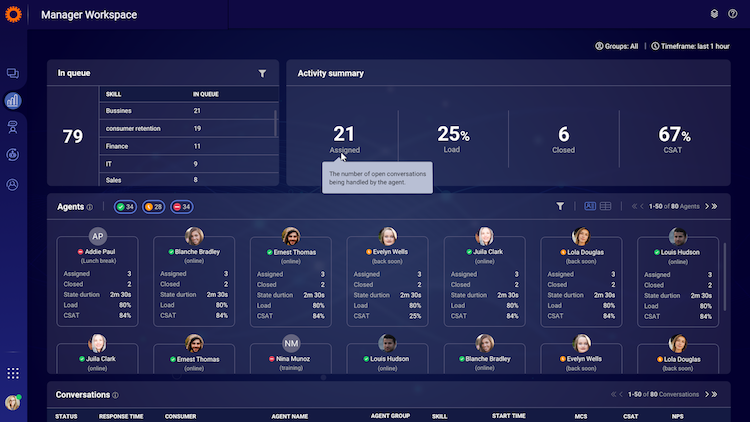 Manager Workspace
Groups: All | Timeframe: last 1 hour
In queue
SKILL IN QUEUE
79
Bussines 21
consumer retention 19
Finance 11
IT 9
Sales 8
Activity summary
21 25% 6 67%
Assigned Load Closed CSAT
The number of open conversations
being handled by the agent.
Agents 34 28 34 1-50 of 80 Agents
AP
Addie Paul Blanche Bradley Ernest Thomas Evelyn Wells Juila Clark Lola Douglas Louis Hudson
(Lunch break) (online) (online) (back soon) (online) (back soon) (online)
Assigned 3 Assigned 3 Assigned 3 Assigned 3 Assigned 3 Assigned 3 Assigned 3
Closed 2 Closed 2 Closed 2 Closed 2 Closed 2 Closed 2 Closed 2
State durtion 2m 30s State durtion 2m 30s State durtion 2m 30s State durtion 2m 30s State durtion 2m 30s State durtion 2m 30s State durtion 2m 30s
Load 80% Load 80% Load 80% Load 80% Load 80% Load 80% Load 80%
CSAT 84% CSAT 84% CSAT 84% CSAT 25% CSAT 84% CSAT 84% CSAT 84%
NM
Juila Clark Ernest Thomas Nina Munoz Louis Hudson Blanche Bradley Evelyn Wells Lola Douglas
(online) (online) (training) (online) (online) (back soon) (back soon)
Conversations 1-50 of 80 Conversations
STATUS RESPONSE TIME CONSUMER AGENT NAME AGENT GROUP SKILL START TIME MCS CSAT NPS